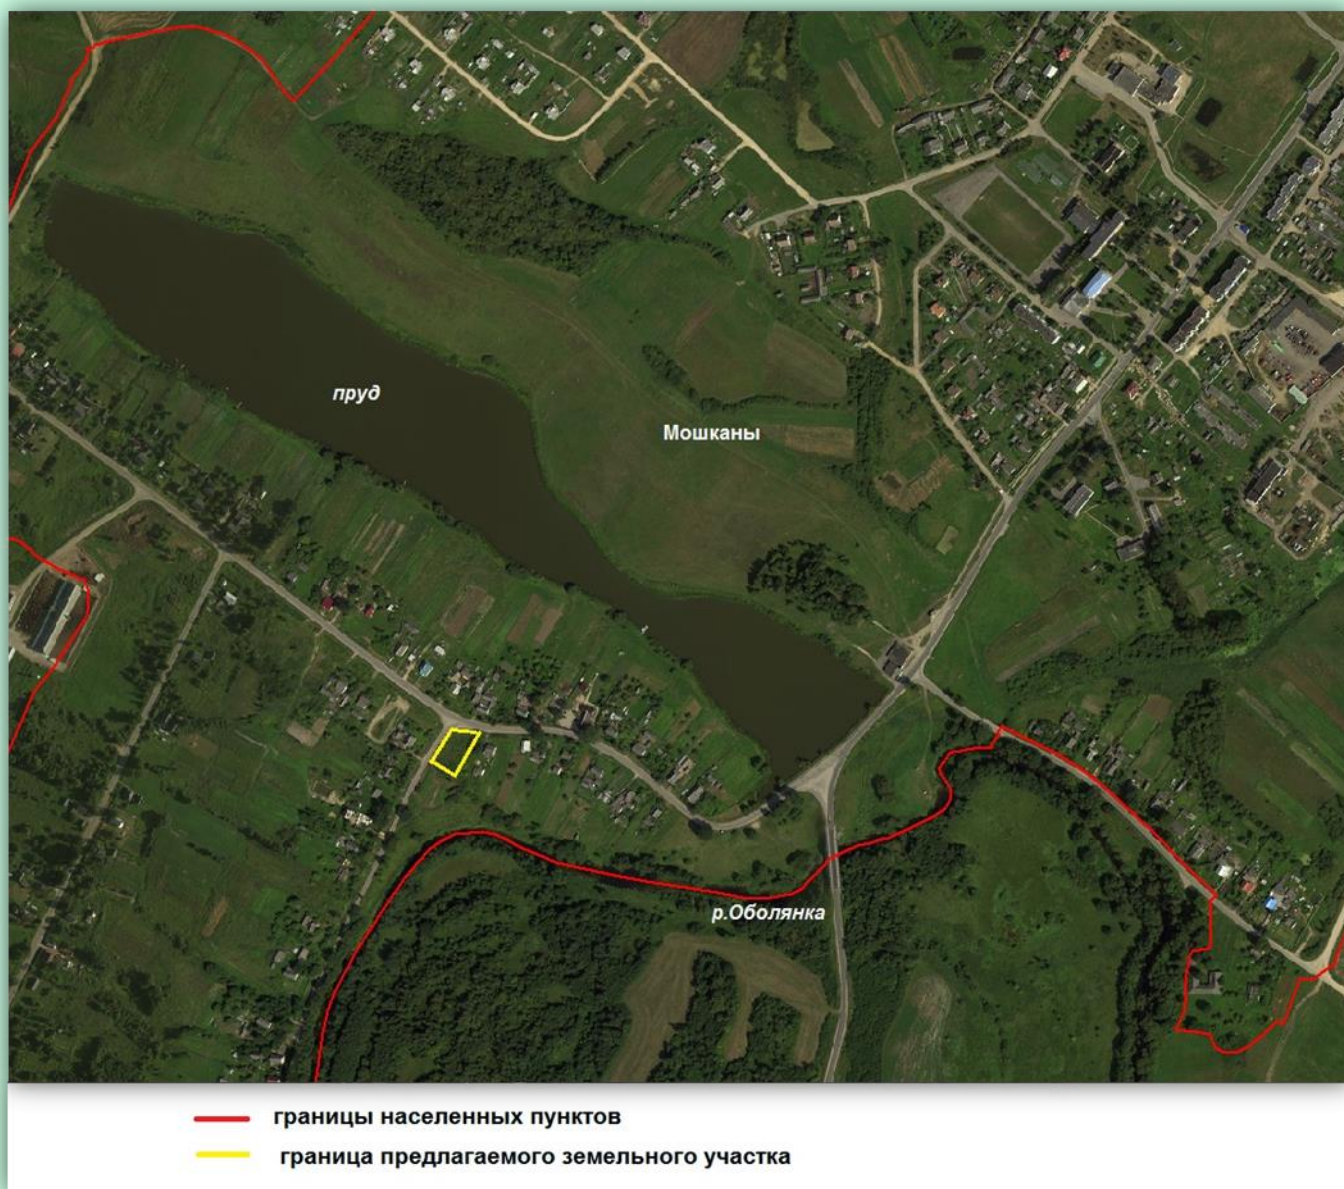 пруд
Мошканы
р.Оболянка
границы населенных пунктов
граница предлагаемого земельного участка